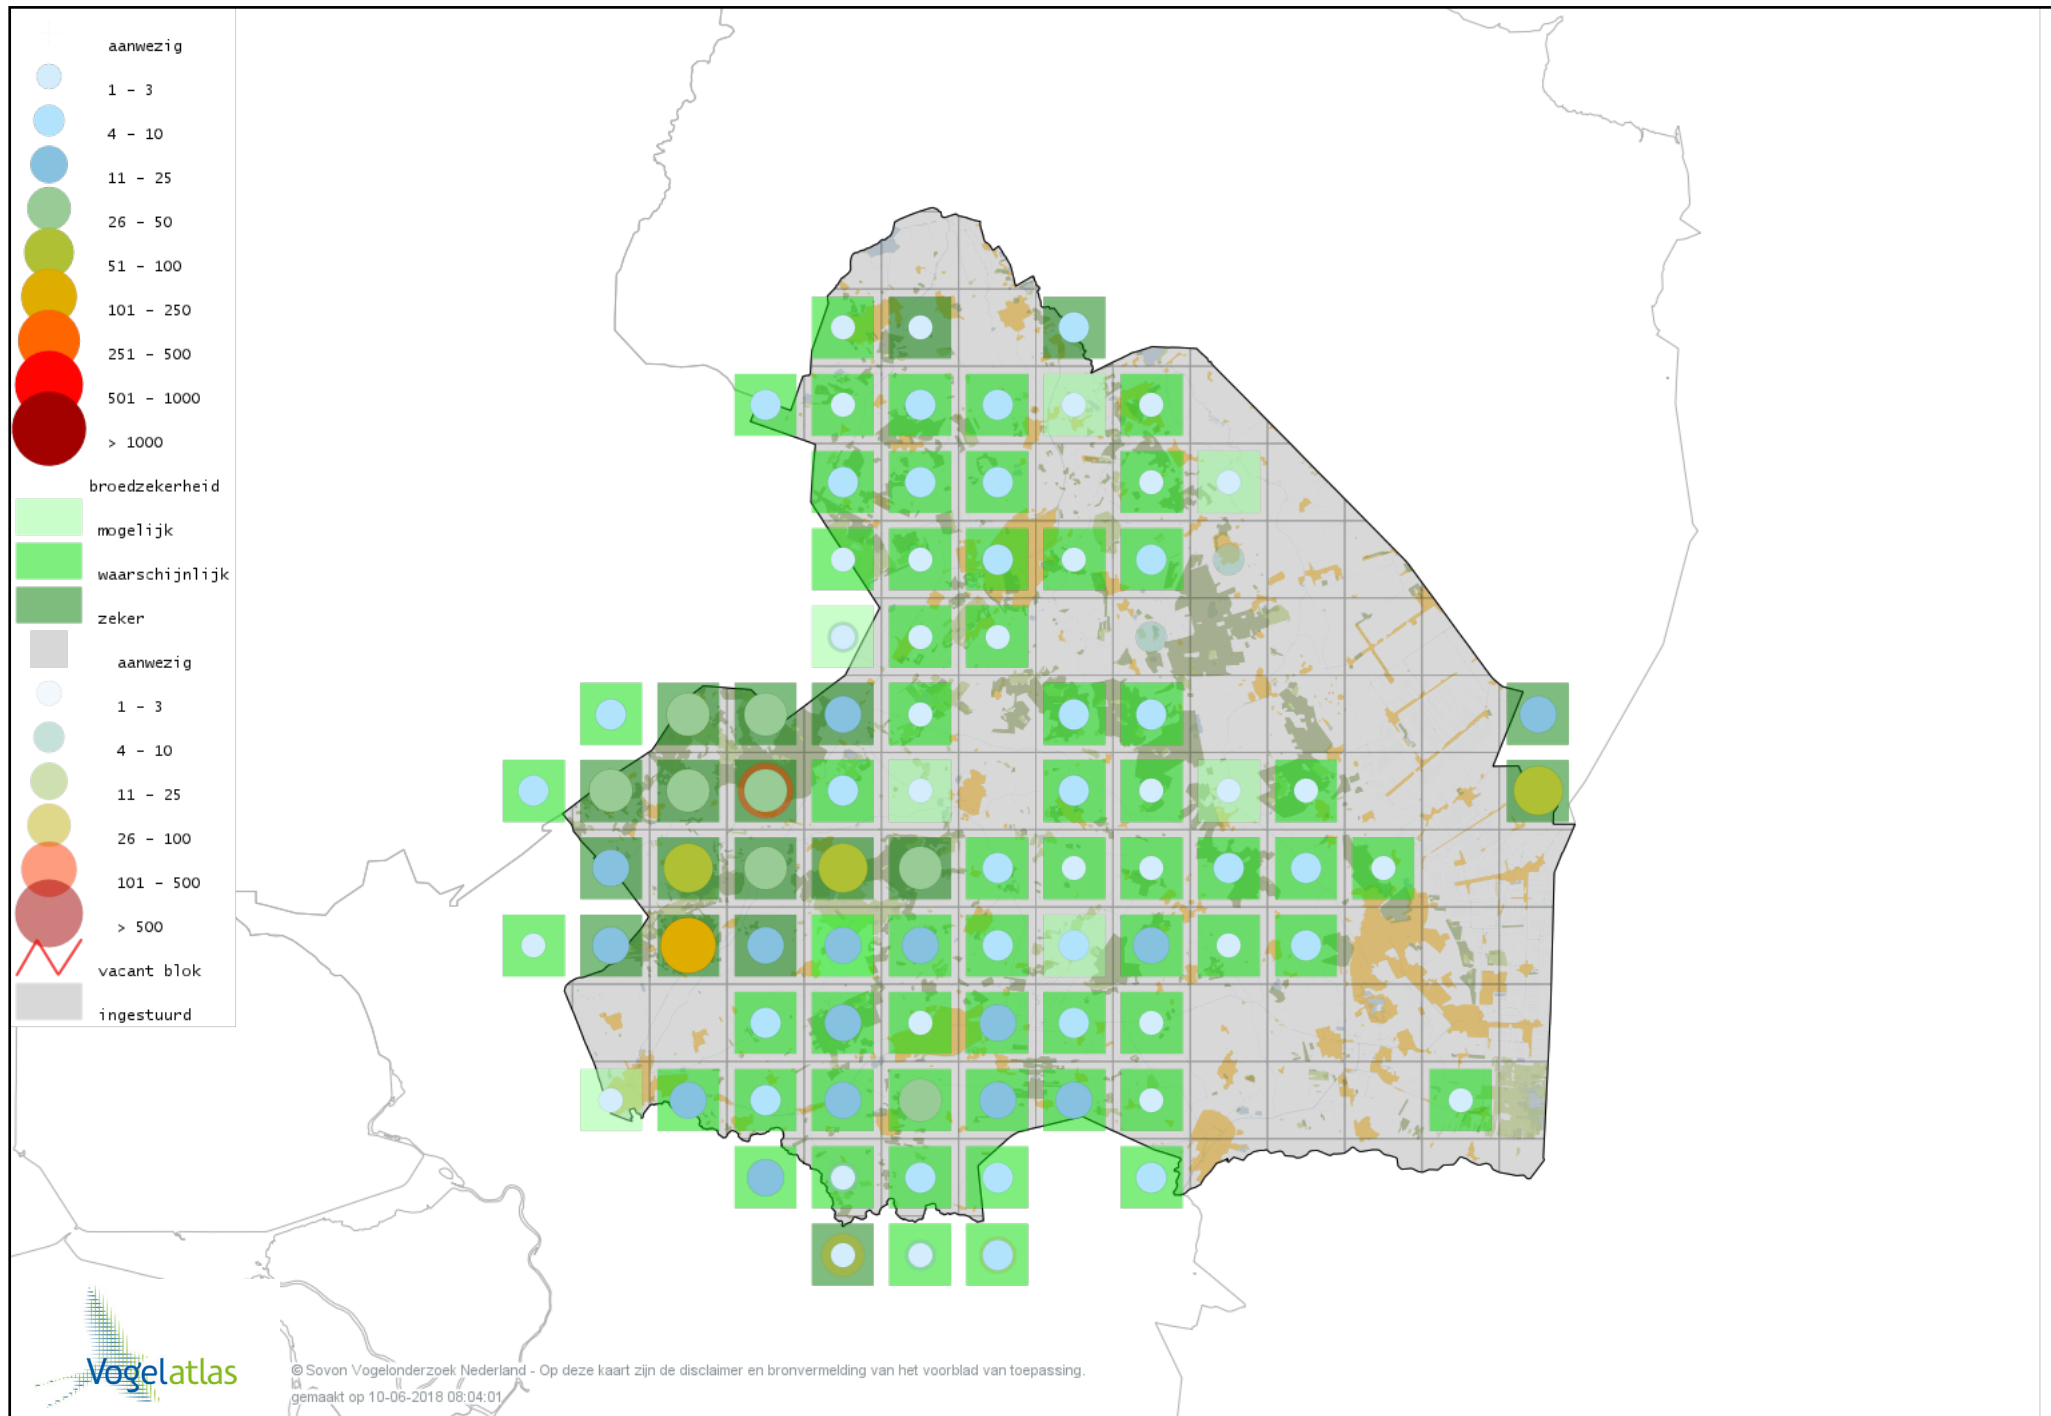 aanwezig
1 - 3
4 - 10
11 - 25
26 - 50
51 - 100
101 - 250
251 - 500
501 - 1000
> 1000
broedzekerheid
mogelijk
waarschijnlijk
zeker
aanwezig
1 - 3
4 - 10
11 - 25
26 - 100
101 - 500
> 500
vacant blok
ingestuurd
Vogelatlas
© Sovon Vogelonderzoek Nederland - Op deze kaart zijn de disclaimer en bronvermelding van het voorblad van toepassing.
gemaakt op 10-06-2018 08:04:01